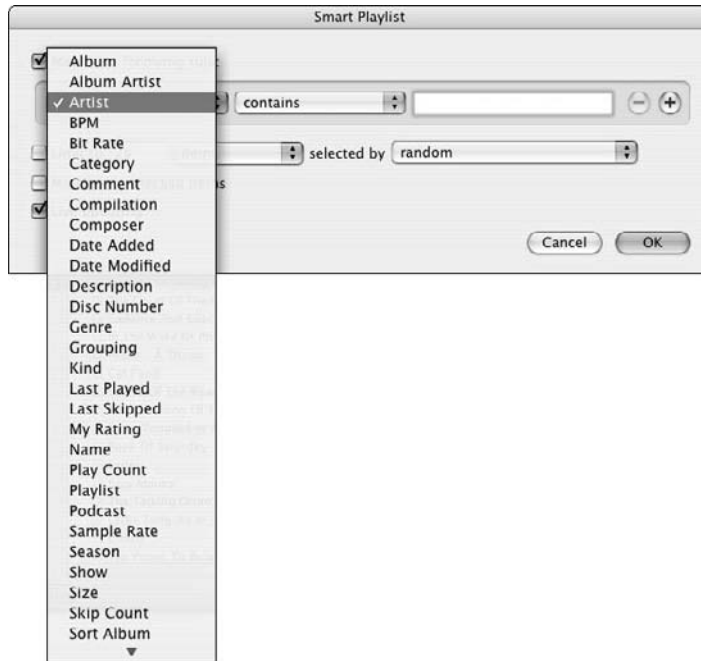 Smart Playlist
Album
Album Artist
✓ Artist
contains
BPM
Bit Rate
selected by
random
Category
Comment
Compilation
Composer
Date Added
Cancel
OK
Date Modified
Description
Disc Number
Genre
Grouping
Kind
Last Played
Last Skipped
My Rating
Name
Play Count
Playlist
Podcast
Sample Rate
Season
Show
Size
Skip Count
Sort Album